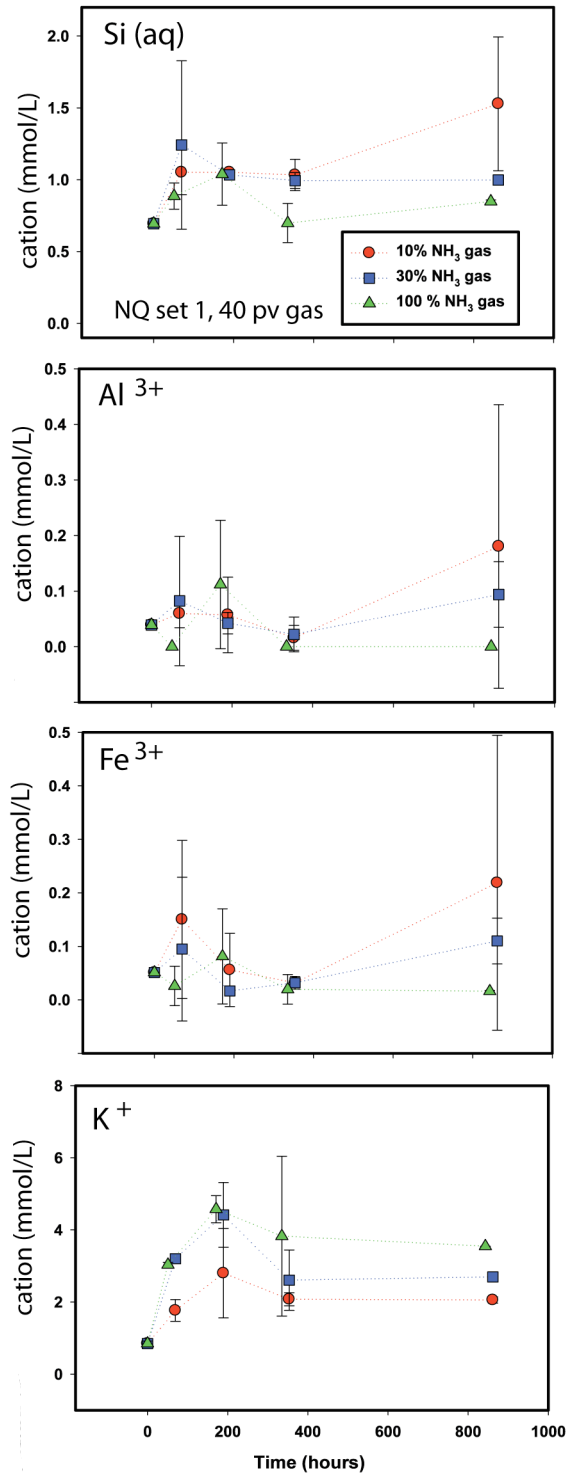 Si (aq)
2.0
1.5
1.0
0.5
0.0
cation (mmol/L)
10% NH3 gas
30% NH3 gas
100 % NH3 gas
NQ set 1, 40 pv gas
Al 3+
0.5
0.4
0.3
0.2
0.1
0.0
cation (mmol/L)
Fe 3+
0.5
0.4
0.3
0.2
0.1
0.0
cation (mmol/L)
K +
8
6
4
2
0
cation (mmol/L)
0 200 400 600 800 1000
Time (hours)